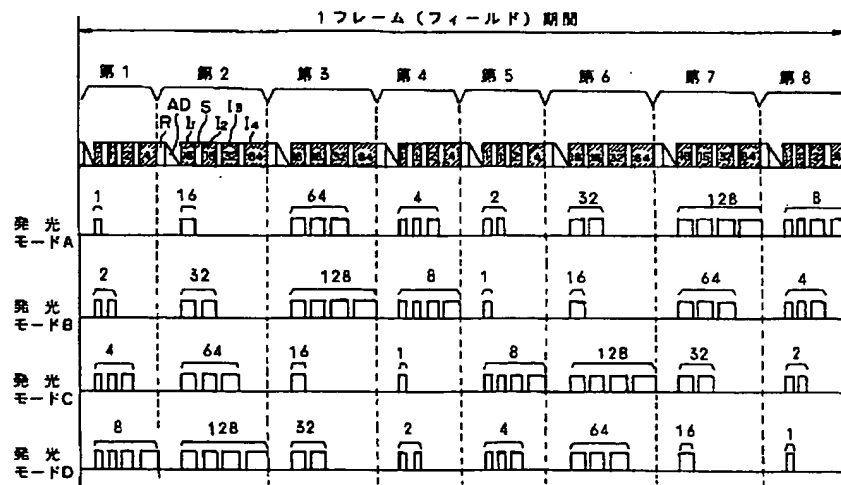 1フレーム(フィールド)期間
第1 第2 第3 第4 第5 第6 第7 第8
AD S I3
R I1 I2 I4
1 16 64 4 2 32 128 8
発光
モードA
2 32 128 8 1 16 64 4
発光
モードB
4 64 16 1 8 128 32 2
発光
モードC
8 128 32 2 4 64 16 1
発光
モードD